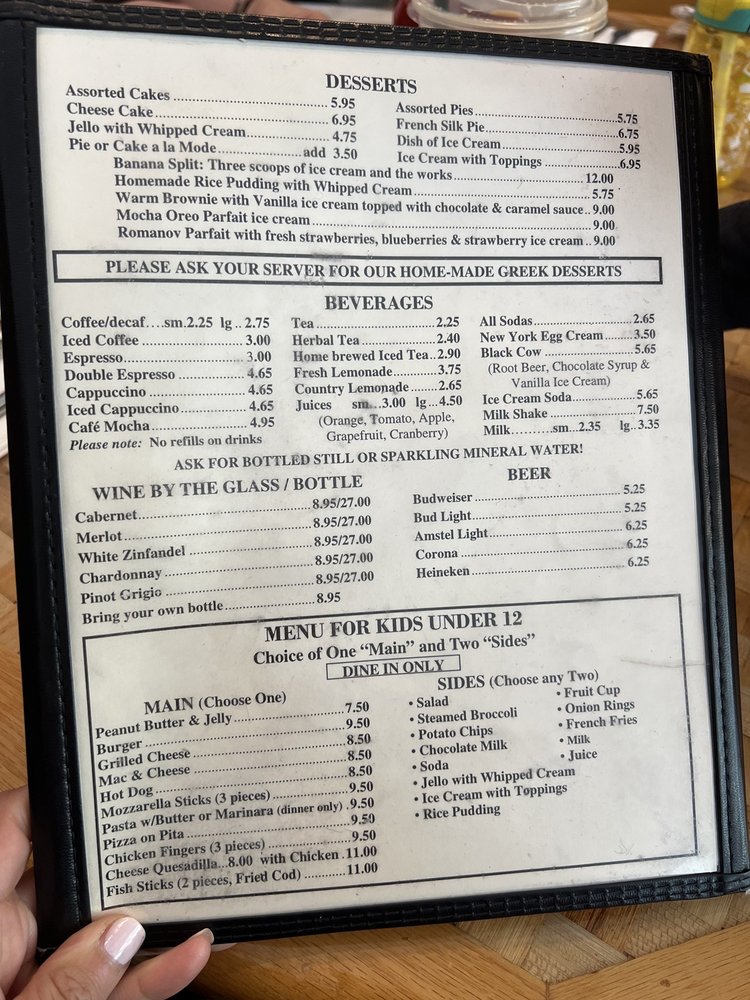 DESSERTS
Assorted Cakes ........ 5.95
Cheese Cake ........ 6.95
Jello with Whipped Cream ........ 4.75
Pie or Cake a la Mode ........ add 3.50
Assorted Pies ........ 5.75
French Silk Pie ........ 6.75
Dish of Ice Cream ........ 5.95
Ice Cream with Toppings ........ 6.95
Banana Split: Three scoops of ice cream and the works ........ 12.00
Homemade Rice Pudding with Whipped Cream ........ 5.75
Warm Brownie with Vanilla ice cream topped with chocolate & caramel sauce .. 9.00
Mocha Oreo Parfait ice cream ........ 9.00
Romanov Parfait with fresh strawberries, blueberries & strawberry ice cream .. 9.00
PLEASE ASK YOUR SERVER FOR OUR HOME-MADE GREEK DESSERTS
BEVERAGES
Coffee/decaf....sm.2.25 lg .. 2.75
Iced Coffee ........ 3.00
Espresso ........ 3.00
Double Espresso ........ 4.65
Cappuccino ........ 4.65
Iced Cappuccino ........ 4.65
Café Mocha ........ 4.95
Please note: No refills on drinks
Tea ........ 2.25
Herbal Tea ........ 2.40
Home brewed Iced Tea .. 2.90
Fresh Lemonade ........ 3.75
Country Lemonade ........ 2.65
Juices sm...3.00 lg .. 4.50
(Orange, Tomato, Apple,
Grapefruit, Cranberry)
All Sodas ........ 2.65
New York Egg Cream ........ 3.50
Black Cow ........ 5.65
(Root Beer, Chocolate Syrup &
Vanilla Ice Cream)
Ice Cream Soda ........ 5.65
Milk Shake ........ 7.50
Milk.........sm...2.35 lg.. 3.35
ASK FOR BOTTLED STILL OR SPARKLING MINERAL WATER!
WINE BY THE GLASS / BOTTLE
Cabernet ........ 8.95/27.00
Merlot ........ 8.95/27.00
White Zinfandel ........ 8.95/27.00
Chardonnay ........ 8.95/27.00
Pinot Grigio ........ 8.95/27.00
Bring your own bottle ........ 8.95
BEER
Budweiser ........ 5.25
Bud Light ........ 5.25
Amstel Light ........ 6.25
Corona ........ 6.25
Heineken ........ 6.25
MENU FOR KIDS UNDER 12
Choice of One "Main" and Two "Sides"
DINE IN ONLY
MAIN (Choose One)
Peanut Butter & Jelly ........ 7.50
Burger ........ 9.50
Grilled Cheese ........ 8.50
Mac & Cheese ........ 8.50
Hot Dog ........ 8.50
Mozzarella Sticks (3 pieces) ........ 9.50
Pasta w/Butter or Marinara (dinner only) . 9.50
Pizza on Pita ........ 9.50
Chicken Fingers (3 pieces) ........ 9.50
Cheese Quesadilla...8.00 with Chicken . 11.00
Fish Sticks (2 pieces, Fried Cod) ........ 11.00
SIDES (Choose any Two)
• Salad
• Steamed Broccoli
• Potato Chips
• Chocolate Milk
• Soda
• Jello with Whipped Cream
• Ice Cream with Toppings
• Rice Pudding
• Fruit Cup
• Onion Rings
• French Fries
• Milk
• Juice